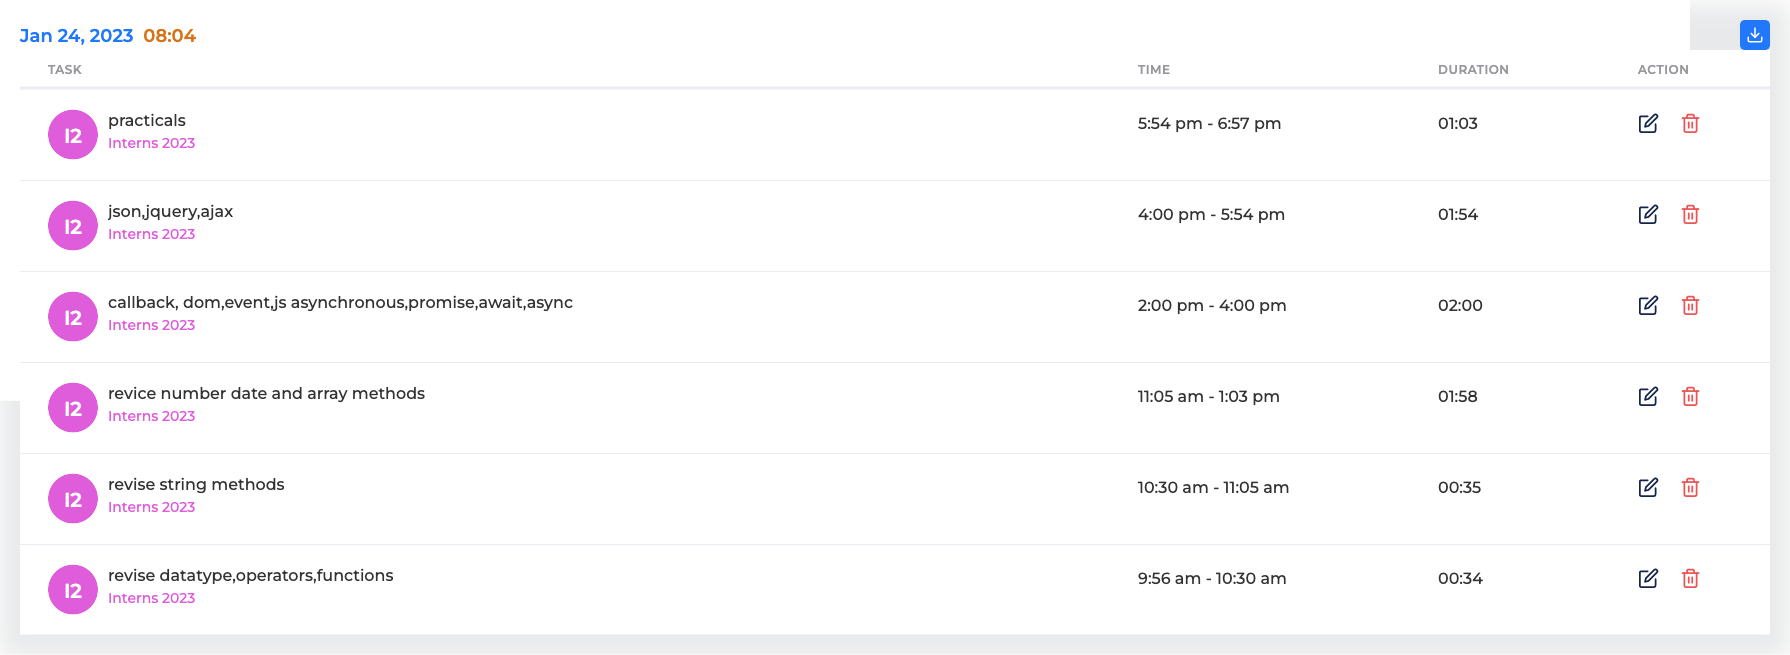 Jan 24, 2023 08:04
TASK TIME DURATION ACTION
I2 practicals 5:54 pm - 6:57 pm 01:03
Interns 2023
I2 json,jquery,ajax 4:00 pm - 5:54 pm 01:54
Interns 2023
I2 callback, dom,event,js asynchronous,promise,await,async 2:00 pm - 4:00 pm 02:00
Interns 2023
I2 revice number date and array methods 11:05 am - 1:03 pm 01:58
Interns 2023
I2 revise string methods 10:30 am - 11:05 am 00:35
Interns 2023
I2 revise datatype,operators,functions 9:56 am - 10:30 am 00:34
Interns 2023